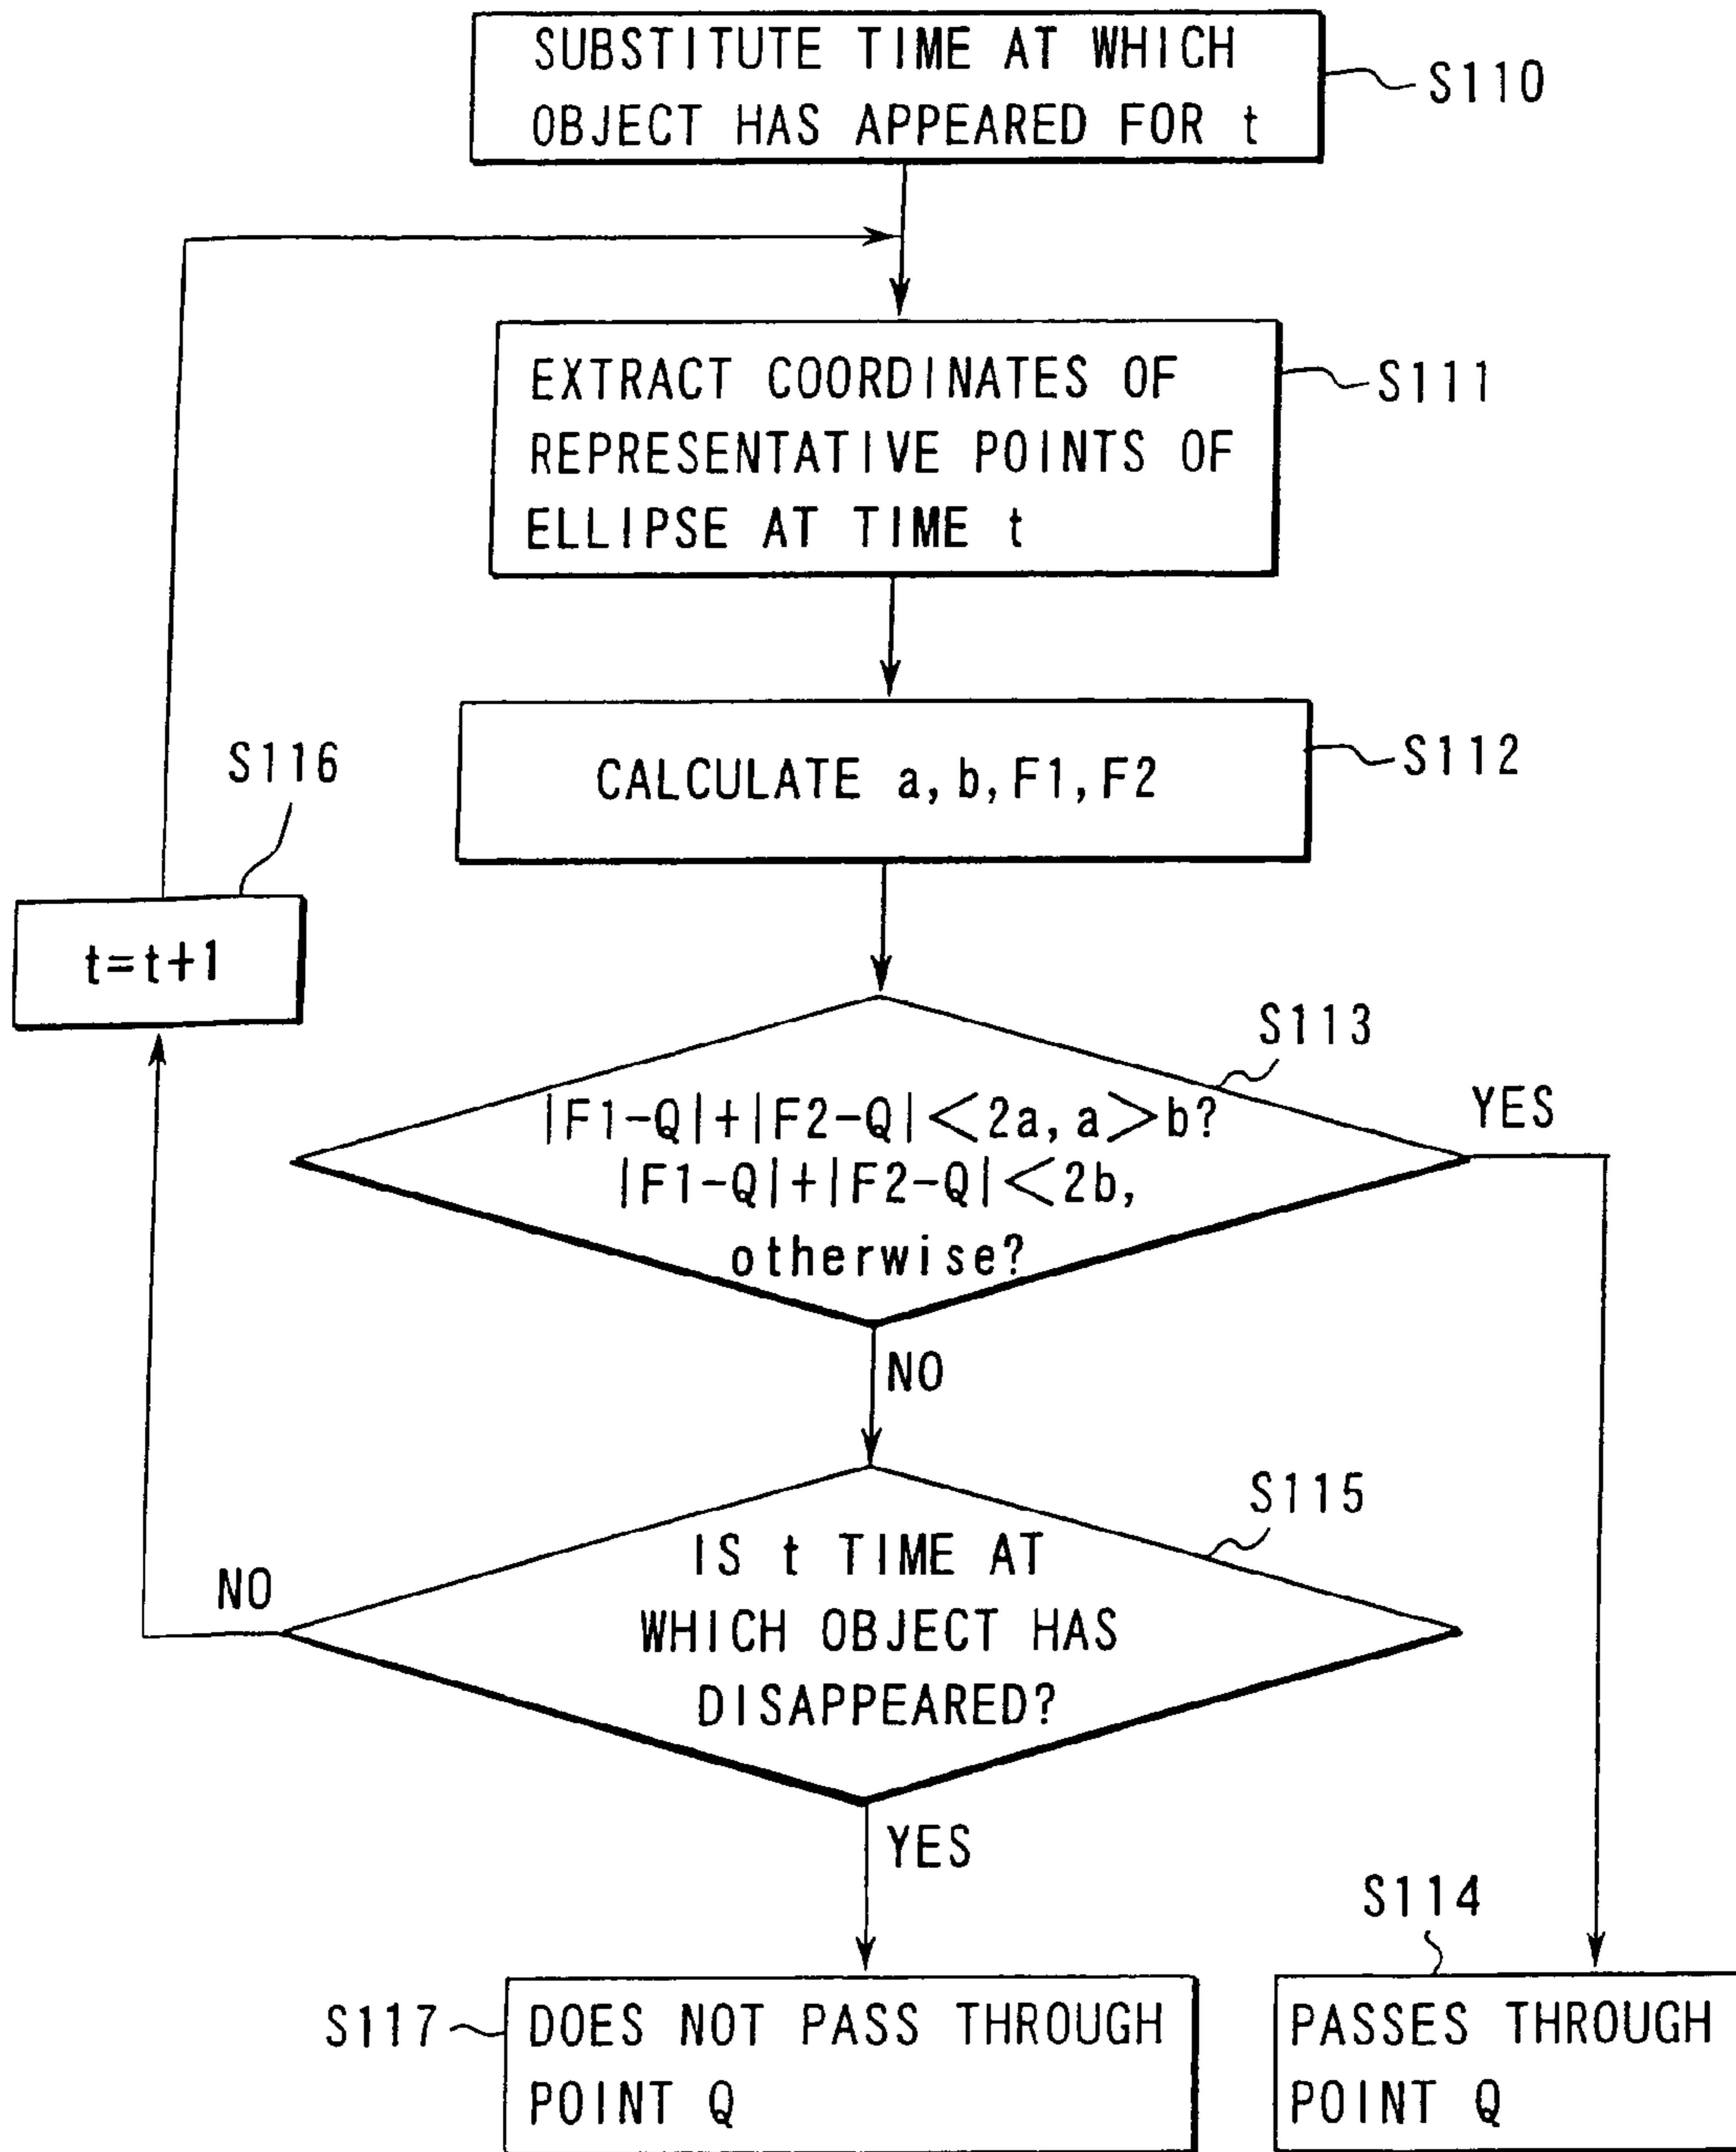 SUBSTITUTE TIME AT WHICH
OBJECT HAS APPEARED FOR t
S110
EXTRACT COORDINATES OF
REPRESENTATIVE POINTS OF
ELLIPSE AT TIME t
S111
CALCULATE a, b, F1, F2
S112
S116
t=t+1
S113
|F1-Q|+|F2-Q|<2a, a>b?
|F1-Q|+|F2-Q|<2b,
otherwise?
YES
NO
S115
IS t TIME AT
WHICH OBJECT HAS
DISAPPEARED?
NO
YES
S114
S117
DOES NOT PASS THROUGH
POINT Q
PASSES THROUGH
POINT Q